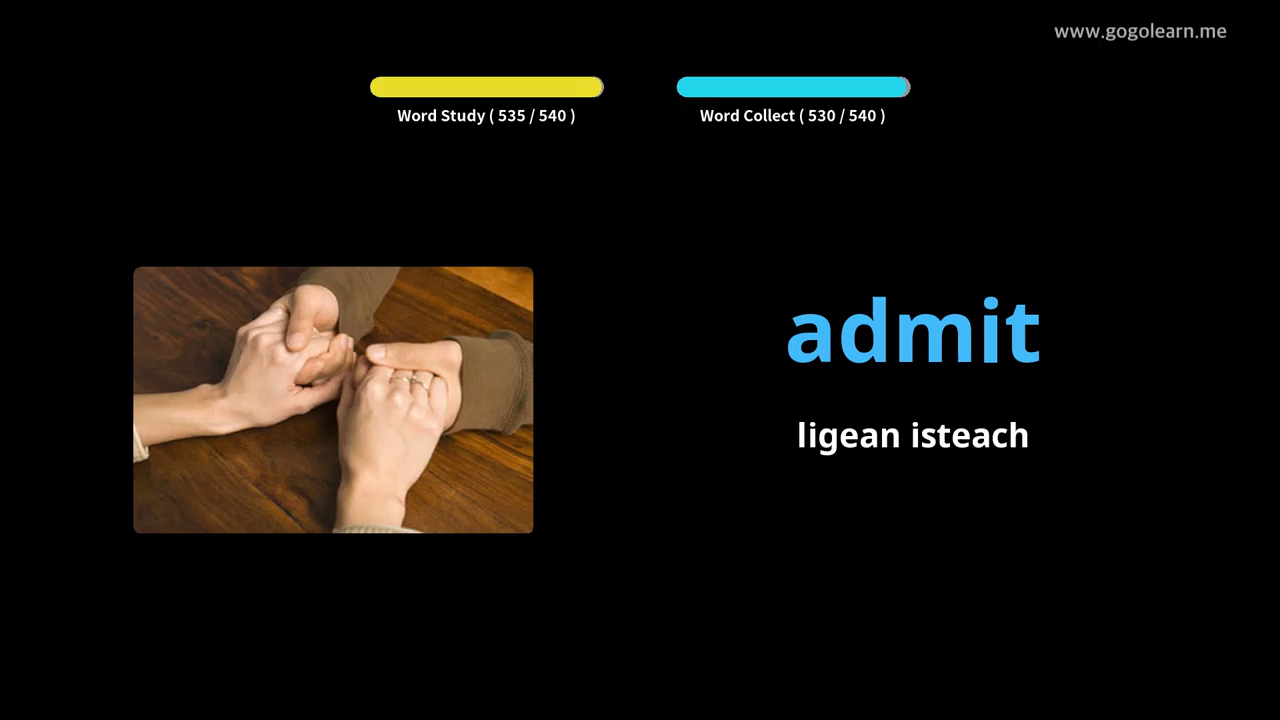 www.gogolearn.me
Word Study ( 535 / 540 )
Word Collect ( 530 / 540 )
admit
ligean isteach